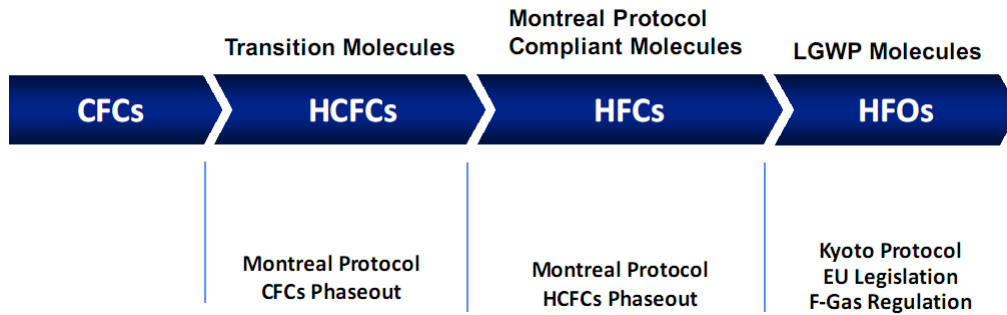 Transition Molecules
Montreal Protocol
Compliant Molecules
LGWP Molecules
CFCs
HCFCs
HFCs
HFOs
Montreal Protocol
CFCs Phaseout
Montreal Protocol
HCFCs Phaseout
Kyoto Protocol
EU Legislation
F-Gas Regulation